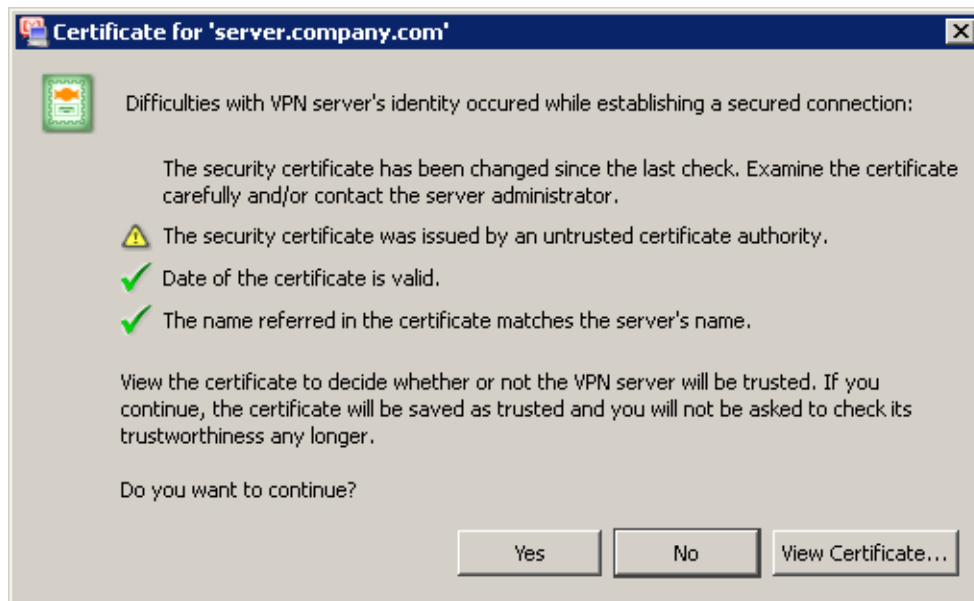 Certificate for 'server.company.com'
Difficulties with VPN server's identity occured while establishing a secured connection:
The security certificate has been changed since the last check. Examine the certificate
carefully and/or contact the server administrator.
The security certificate was issued by an untrusted certificate authority.
Date of the certificate is valid.
The name referred in the certificate matches the server's name.
View the certificate to decide whether or not the VPN server will be trusted. If you
continue, the certificate will be saved as trusted and you will not be asked to check its
trustworthiness any longer.
Do you want to continue?
Yes No View Certificate...